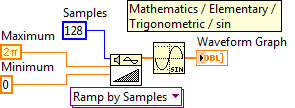 Samples
128
Mathematics / Elementary /
Trigonometric / sin
Maximum
2π
Waveform Graph
DBL
Minimum
0
SIN
Ramp by Samples